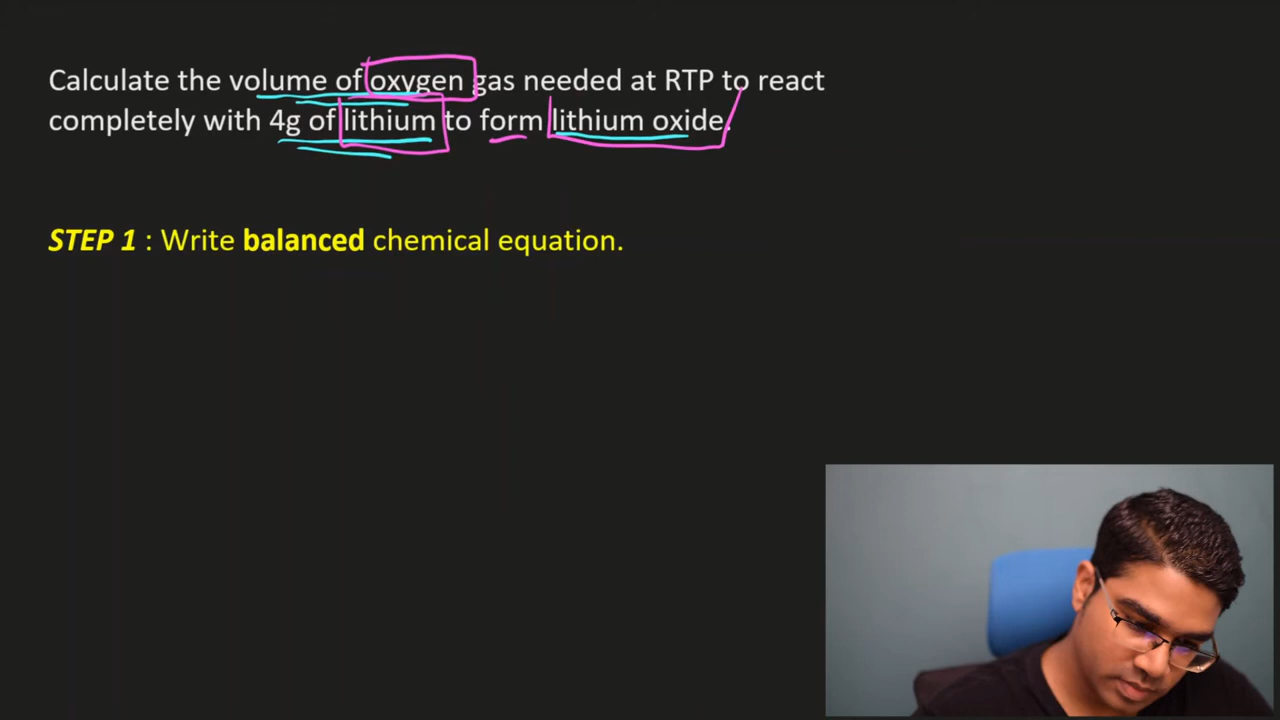 Calculate the volume of oxygen gas needed at RTP to react
completely with 4g of lithium to form lithium oxide.
STEP 1 : Write balanced chemical equation.